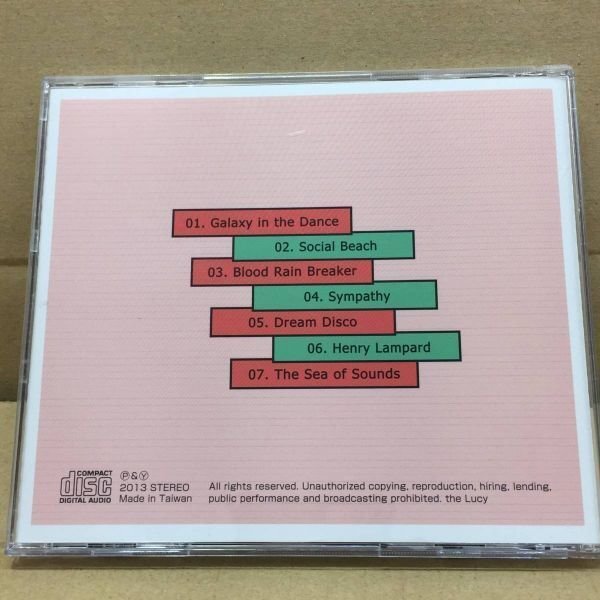 01. Galaxy in the Dance
02. Social Beach
03. Blood Rain Breaker
04. Sympathy
05. Dream Disco
06. Henry Lampard
07. The Sea of Sounds
COMPACT
disc
DIGITAL AUDIO
Ⓟ&Ⓨ
2013 STEREO
Made in Taiwan
All rights reserved. Unauthorized copying, reproduction, hiring, lending,
public performance and broadcasting prohibited. the Lucy